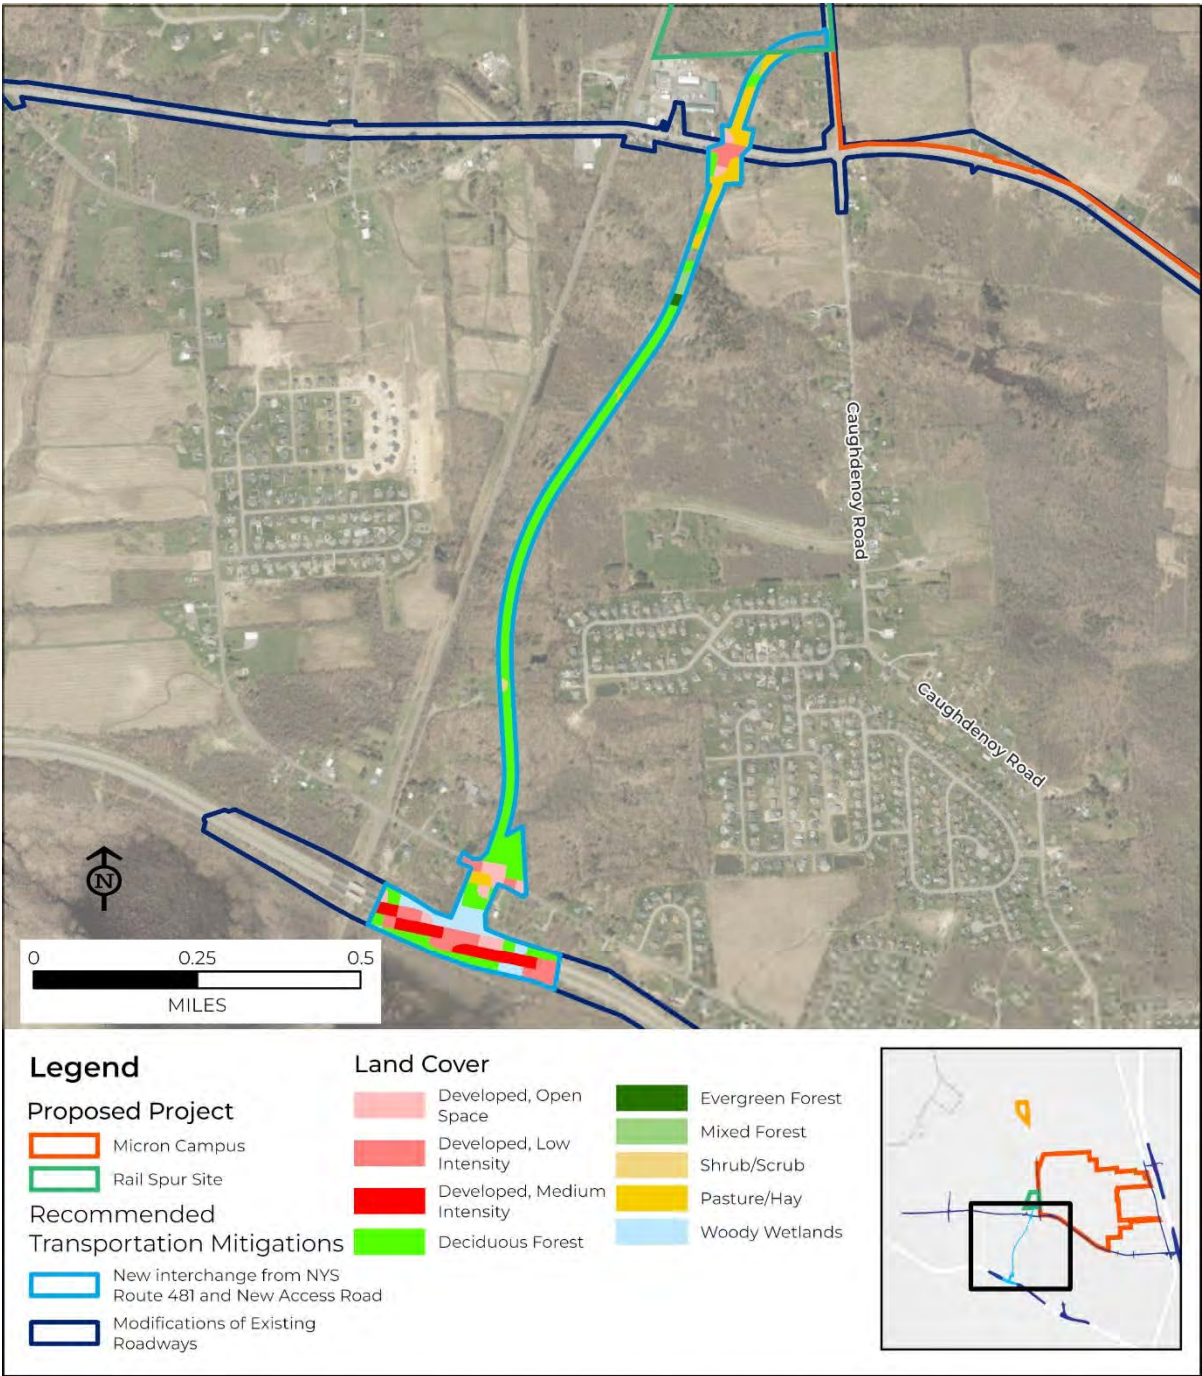 Caughdenoy Road
Caughdenoy Road
N
0 0.25 0.5
MILES
Legend
Proposed Project
Micron Campus
Rail Spur Site
Recommended
Transportation Mitigations
New interchange from NYS
Route 481 and New Access Road
Modifications of Existing
Roadways
Land Cover
Developed, Open
Space
Developed, Low
Intensity
Developed, Medium
Intensity
Deciduous Forest
Evergreen Forest
Mixed Forest
Shrub/Scrub
Pasture/Hay
Woody Wetlands